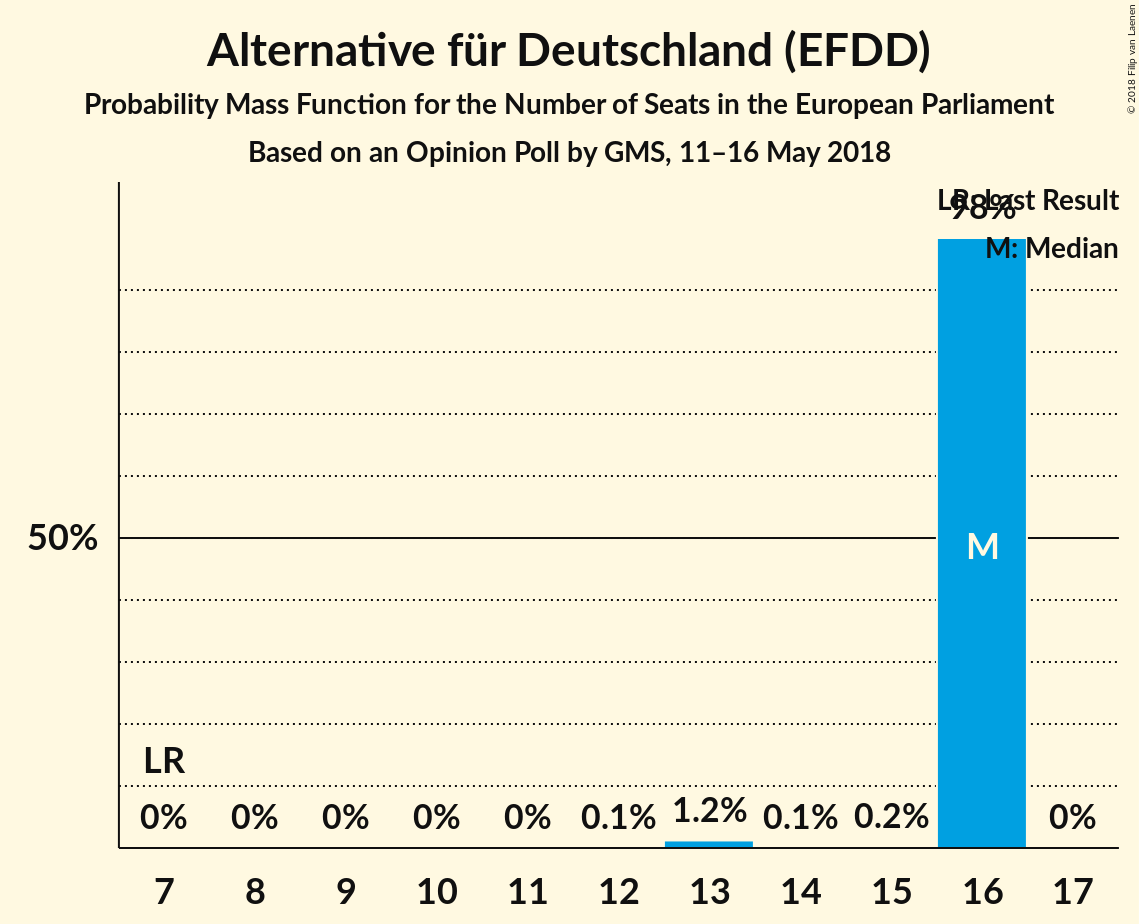 Alternative für Deutschland (EFDD)
Probability Mass Function for the Number of Seats in the European Parliament
Based on an Opinion Poll by GMS, 11–16 May 2018
© 2018 Filip van Laenen
LR: Last Result
98%
M: Median
50%
M
LR
0% 0% 0% 0% 0% 0.1% 1.2% 0.1% 0.2% 0%
7 8 9 10 11 12 13 14 15 16 17